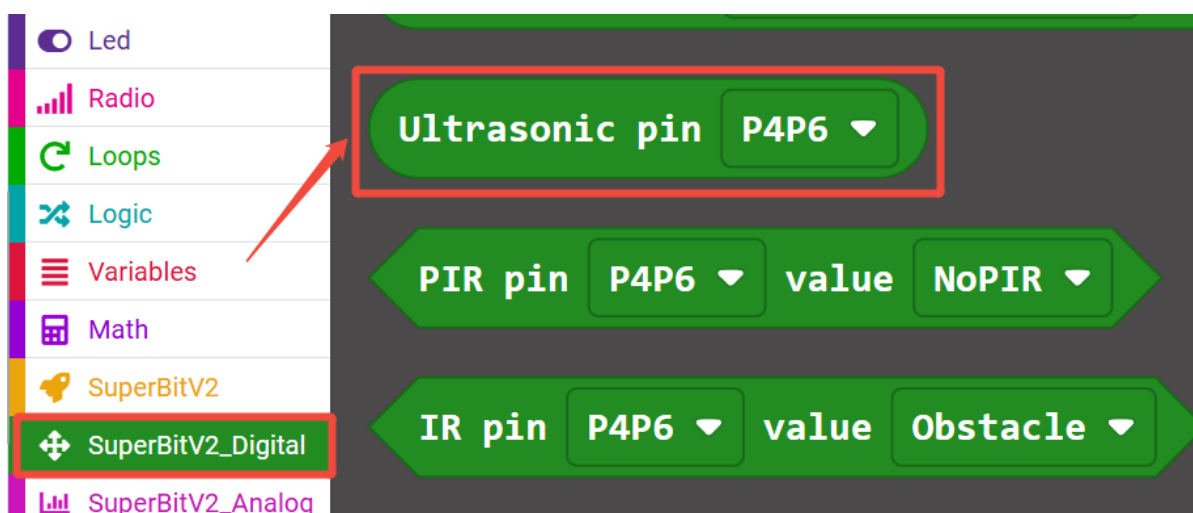 Led
Radio
Loops
Logic
Variables
Math
SuperBitV2
SuperBitV2_Digital
SuperBitV2_Analog
Ultrasonic pin P4P6
PIR pin P4P6 value NoPIR
IR pin P4P6 value Obstacle